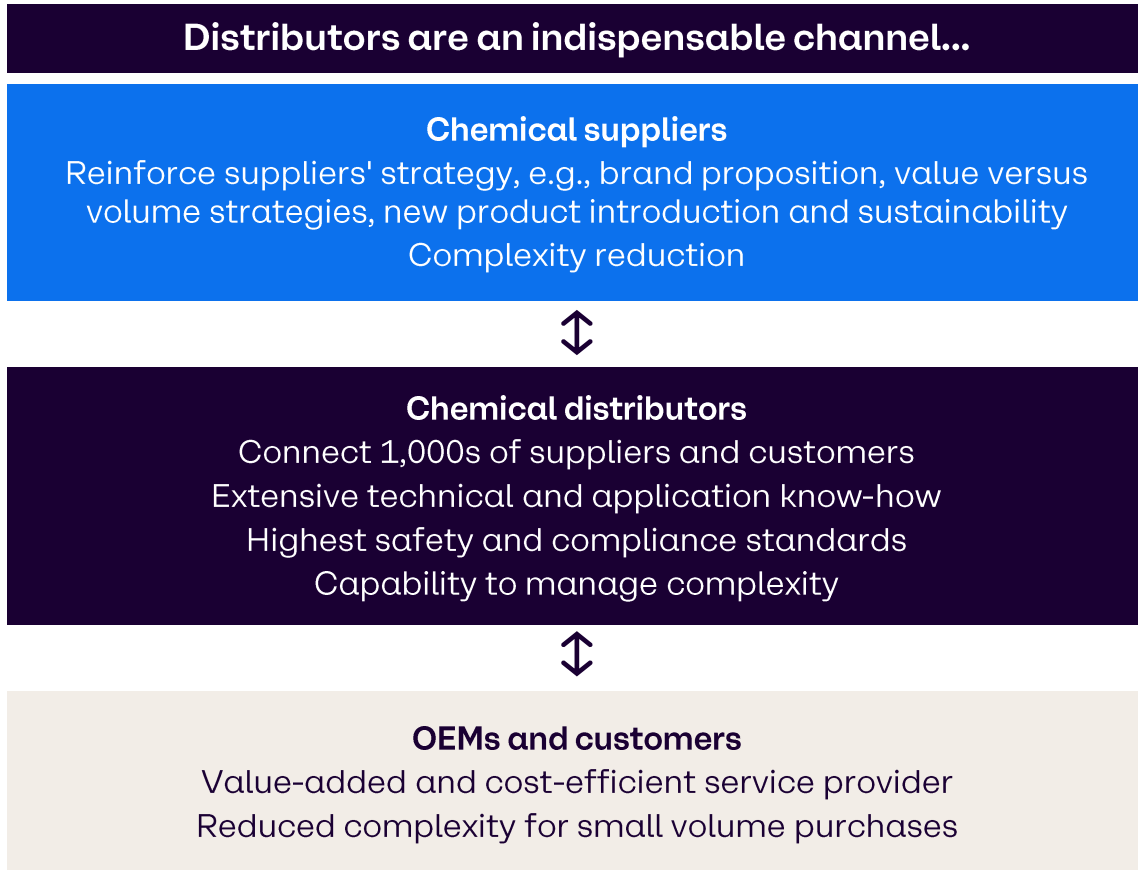 Distributors are an indispensable channel...
Chemical suppliers
Reinforce suppliers' strategy, e.g., brand proposition, value versus
volume strategies, new product introduction and sustainability
Complexity reduction
Chemical distributors
Connect 1,000s of suppliers and customers
Extensive technical and application know-how
Highest safety and compliance standards
Capability to manage complexity
OEMs and customers
Value-added and cost-efficient service provider
Reduced complexity for small volume purchases